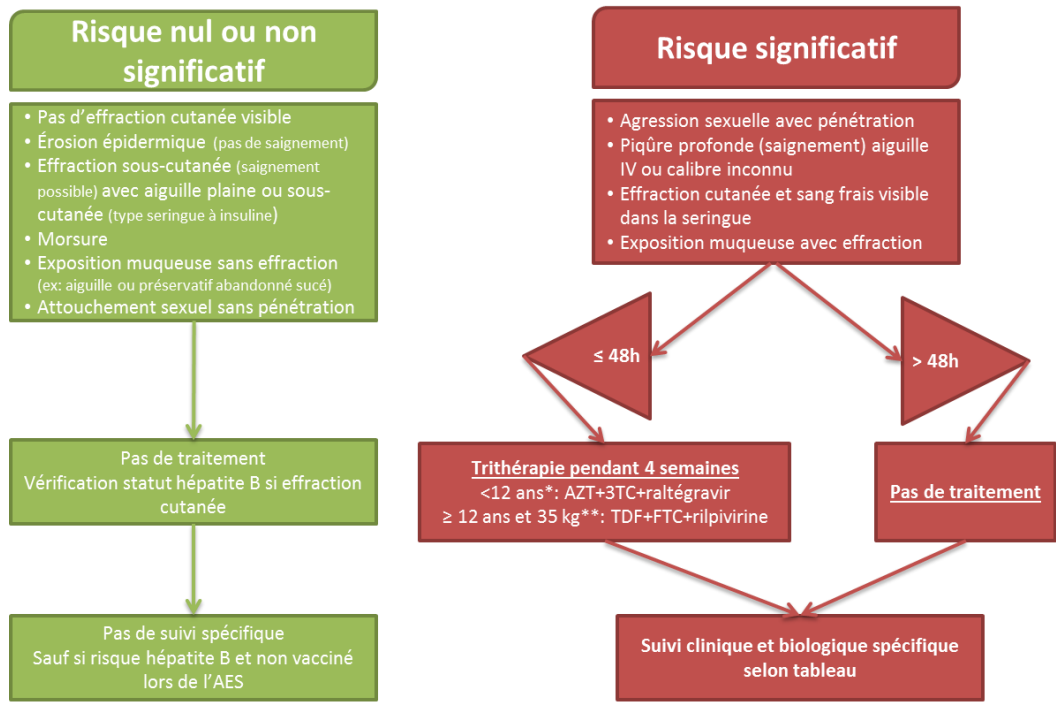 Risque nul ou non
significatif
• Pas d'effraction cutanée visible
• Érosion épidermique (pas de saignement)
• Effraction sous-cutanée (saignement
possible) avec aiguille plaine ou sous-
cutanée (type seringue à insuline)
• Morsure
• Exposition muqueuse sans effraction
(ex: aiguille ou préservatif abandonné sucé)
• Attouchement sexuel sans pénétration
Pas de traitement
Vérification statut hépatite B si effraction
cutanée
Pas de suivi spécifique
Sauf si risque hépatite B et non vacciné
lors de l'AES
Risque significatif
• Agression sexuelle avec pénétration
• Piqûre profonde (saignement) aiguille
IV ou calibre inconnu
• Effraction cutanée et sang frais visible
dans la seringue
• Exposition muqueuse avec effraction
≤ 48h
> 48h
Trithérapie pendant 4 semaines
<12 ans*: AZT+3TC+raltégravir
≥ 12 ans et 35 kg**: TDF+FTC+rilpivirine
Pas de traitement
Suivi clinique et biologique spécifique
selon tableau